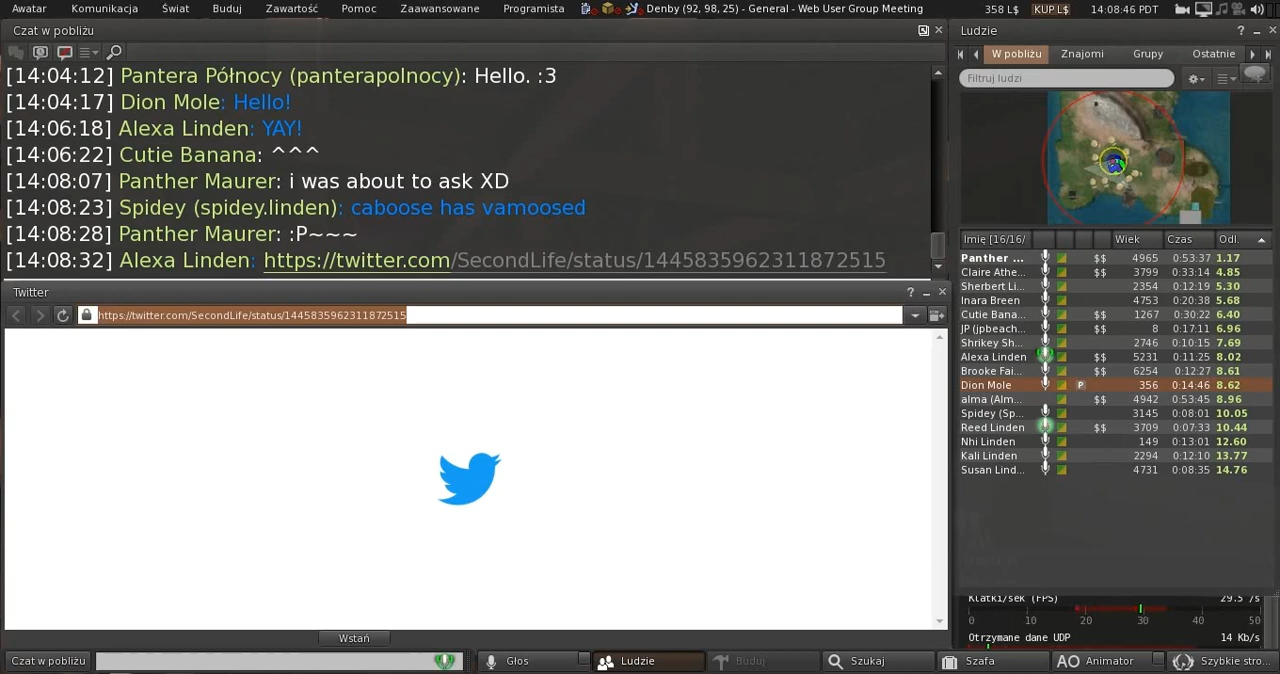 Awatar Komunikacja Świat Buduj Zawartość Pomoc Zaawansowane Programista Denby (92, 98, 25) - General - Web User Group Meeting 358 L$ KUP L$ 14:08:46 PDT
Czat w pobliżu
[14:04:12] Pantera Północy (panterapolnocy): Hello. :3
[14:04:17] Dion Mole: Hello!
[14:06:18] Alexa Linden: YAY!
[14:06:22] Cutie Banana: ^^^
[14:08:07] Panther Maurer: i was about to ask XD
[14:08:23] Spidey (spidey.linden): caboose has vamoosed
[14:08:28] Panther Maurer: :P~~~
[14:08:32] Alexa Linden: https://twitter.com/SecondLife/status/1445835962311872515
Twitter
https://twitter.com/SecondLife/status/1445835962311872515
Wstań
Ludzie
W pobliżu Znajomi Grupy Ostatnie
Filtruj ludzi
Imię [16/16/ Wiek Czas Odl.
Panther ... $$ 4965 0:53:37 1.17
Claire Athe... $$ 3799 0:33:14 4.85
Sherbert Li... 2354 0:12:19 5.30
Inara Breen 4753 0:20:38 5.68
Cutie Bana... $$ 1267 0:30:22 6.40
JP (jpbeach... $$ 8 0:17:11 6.96
Shrikey Sh... 2746 0:10:15 7.69
Alexa Linden $$ 5231 0:11:25 8.02
Brooke Fai... $$ 6254 0:12:27 8.61
Dion Mole P 356 0:14:46 8.62
alma (Alm... $$ 4942 0:53:45 8.96
Spidey (Sp... 3145 0:08:01 10.05
Reed Linden $$ 3709 0:07:33 10.44
Nhi Linden 149 0:13:01 12.60
Kali Linden 2294 0:12:10 13.77
Susan Lind... 4731 0:08:35 14.76
Klatki/sek (FPS) 29.5 /s
0 10 20 30 40 50
Otrzymane dane UDP 14 Kb/s
Czat w pobliżu Głos Ludzie Buduj Szukaj Szafa AO Animator Szybkie stro...